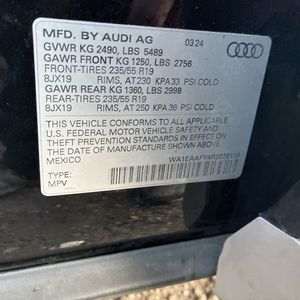 MFD. BY AUDI AG 03 24
GVWR KG 2490, LBS 5489
GAWR FRONT KG 1250, LBS 2756
FRONT-TIRES 235/55 R19
8JX19 RIMS, AT 230 KPA 33 PSI COLD
GAWR REAR KG 1360, LBS 2998
REAR-TIRES 235/55 R19
8JX19 RIMS, AT 250 KPA 36 PSI COLD
THIS VEHICLE CONFORMS TO ALL APPLICABLE
U.S. FEDERAL MOTOR VEHICLE SAFETY BUMPER
AND THEFT PREVENTION STANDARDS IN EFFECT
ON THE DATE OF MANUFACTURE SHOWN ABOVE
MEXICO
TYPE:
MPV